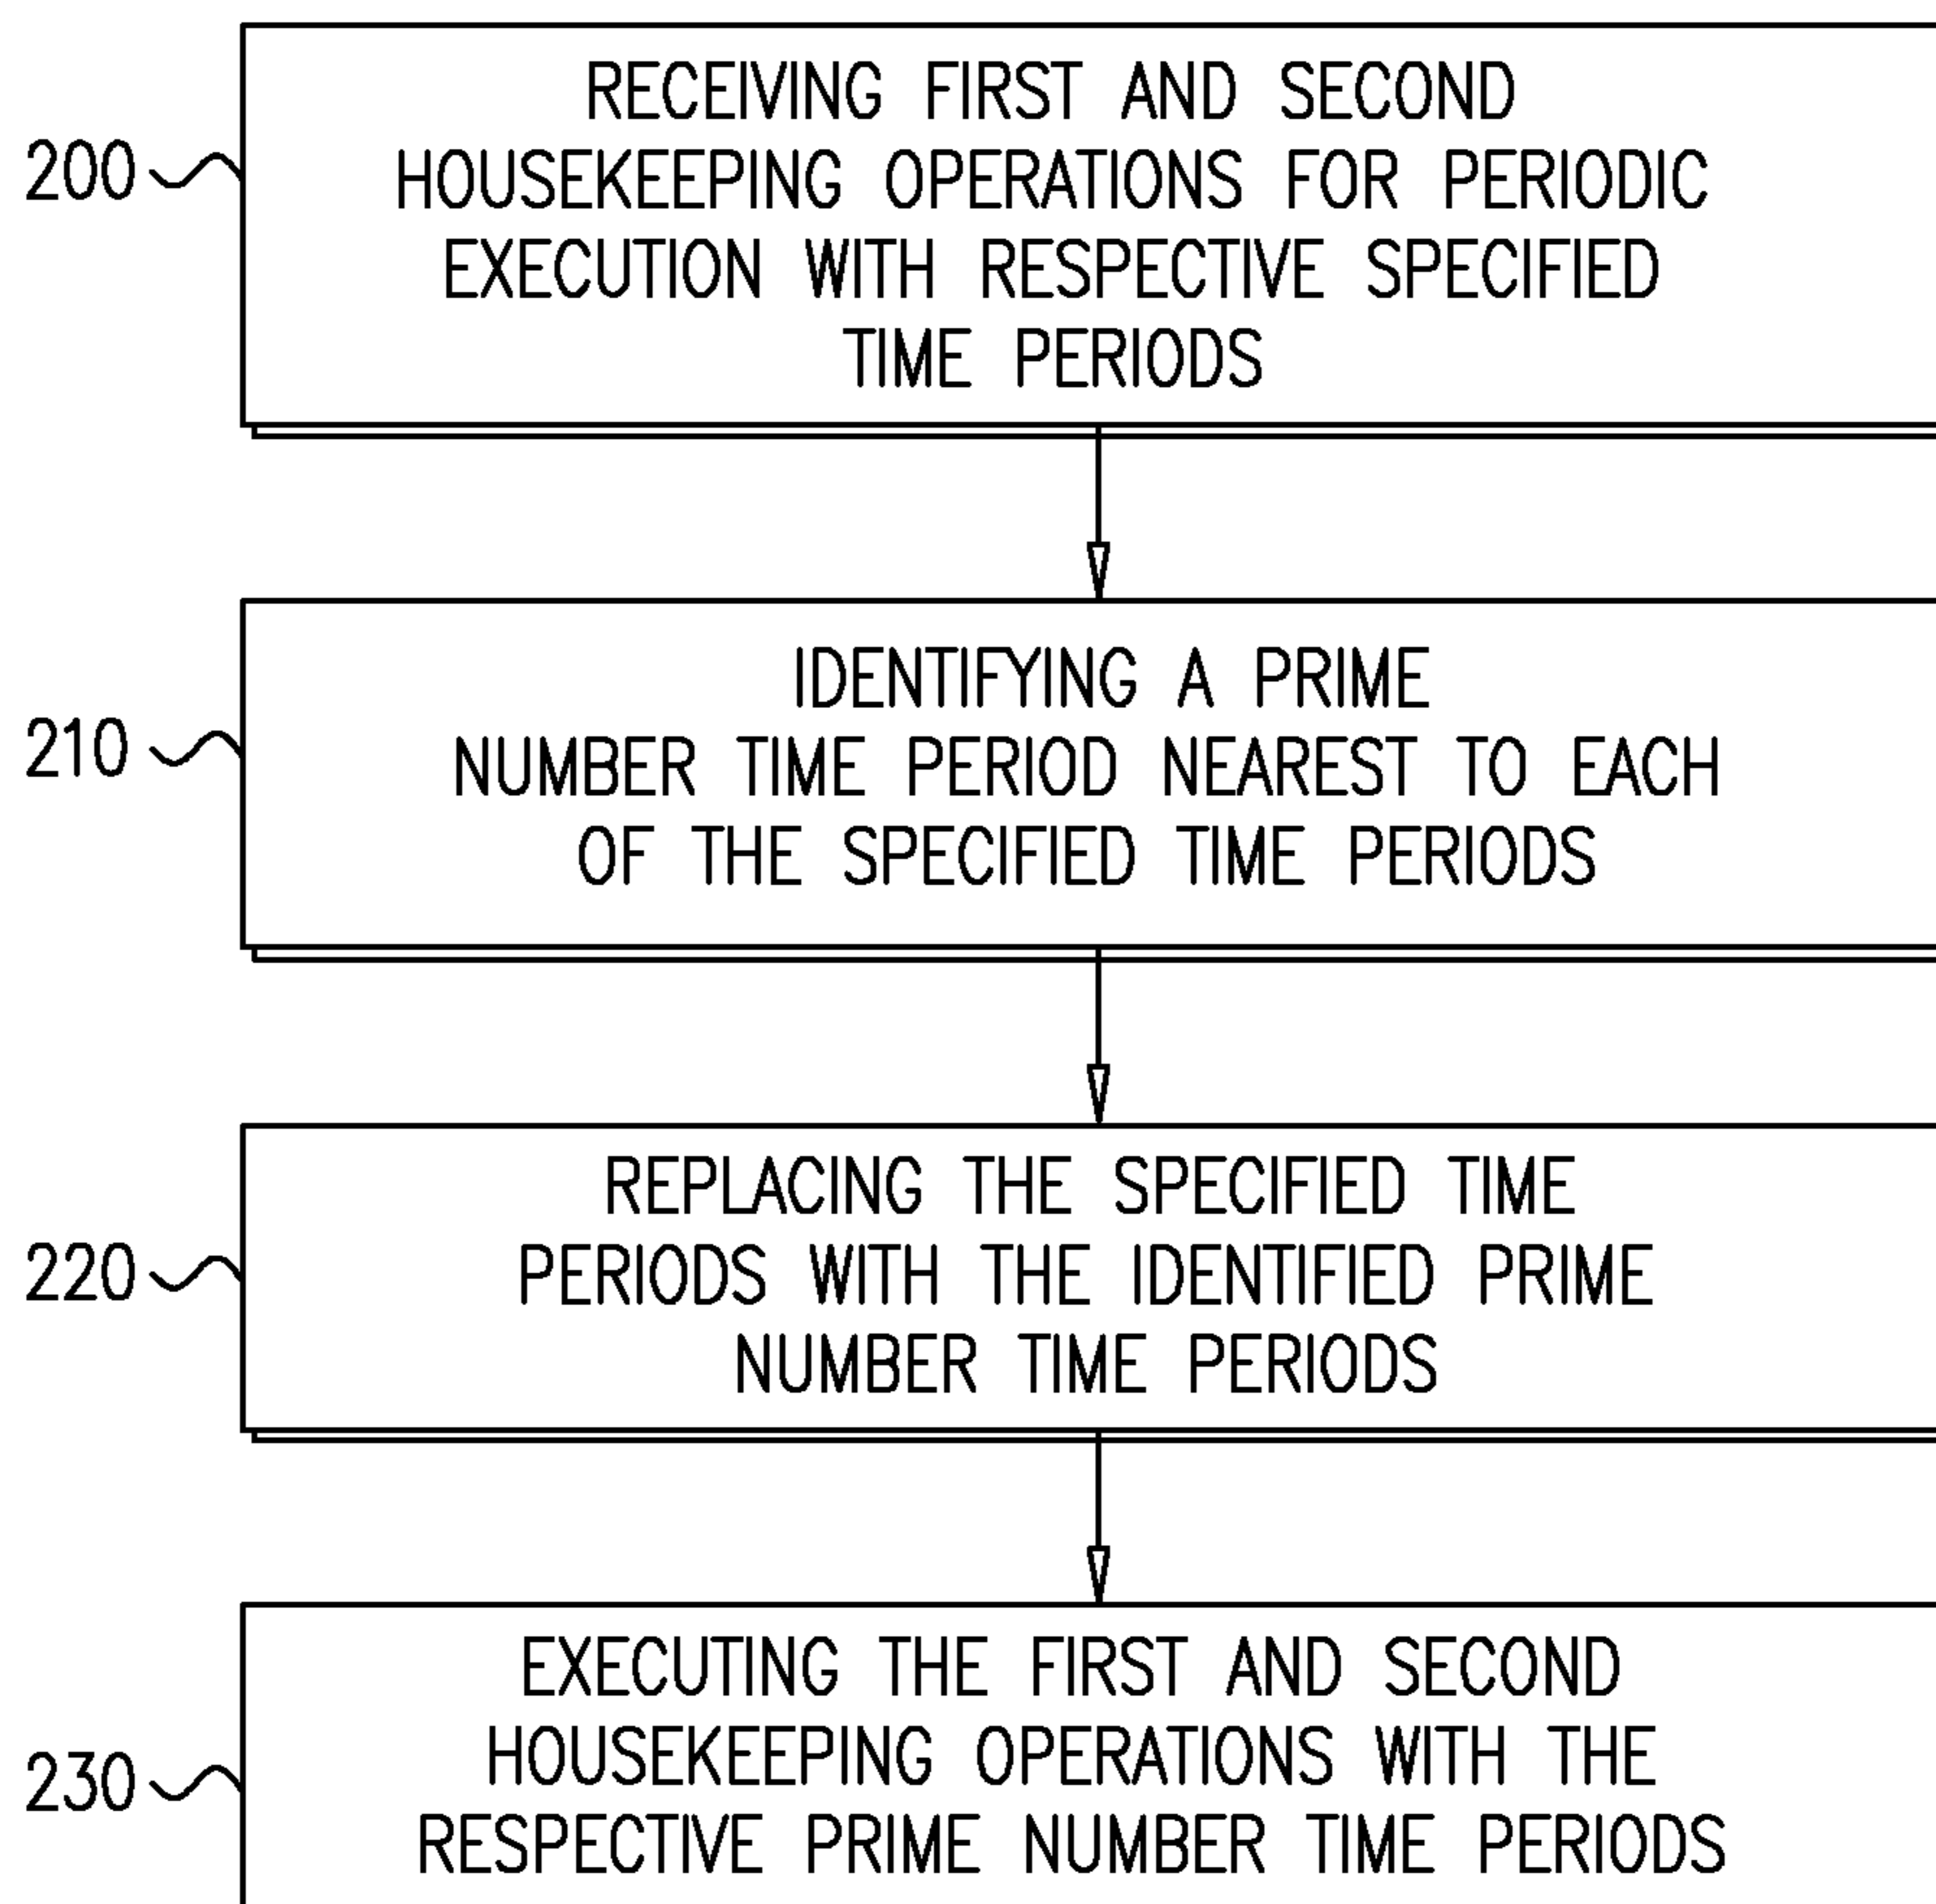 RECEIVING FIRST AND SECOND
200
HOUSEKEEPING OPERATIONS FOR PERIODIC
EXECUTION WITH RESPECTIVE SPECIFIED
TIME PERIODS
IDENTIFYING A PRIME
210
NUMBER TIME PERIOD NEAREST TO EACH
OF THE SPECIFIED TIME PERIODS
REPLACING THE SPECIFIED TIME
220
PERIODS WITH THE IDENTIFIED PRIME
NUMBER TIME PERIODS
EXECUTING THE FIRST AND SECOND
230
HOUSEKEEPING OPERATIONS WITH THE
RESPECTIVE PRIME NUMBER TIME PERIODS